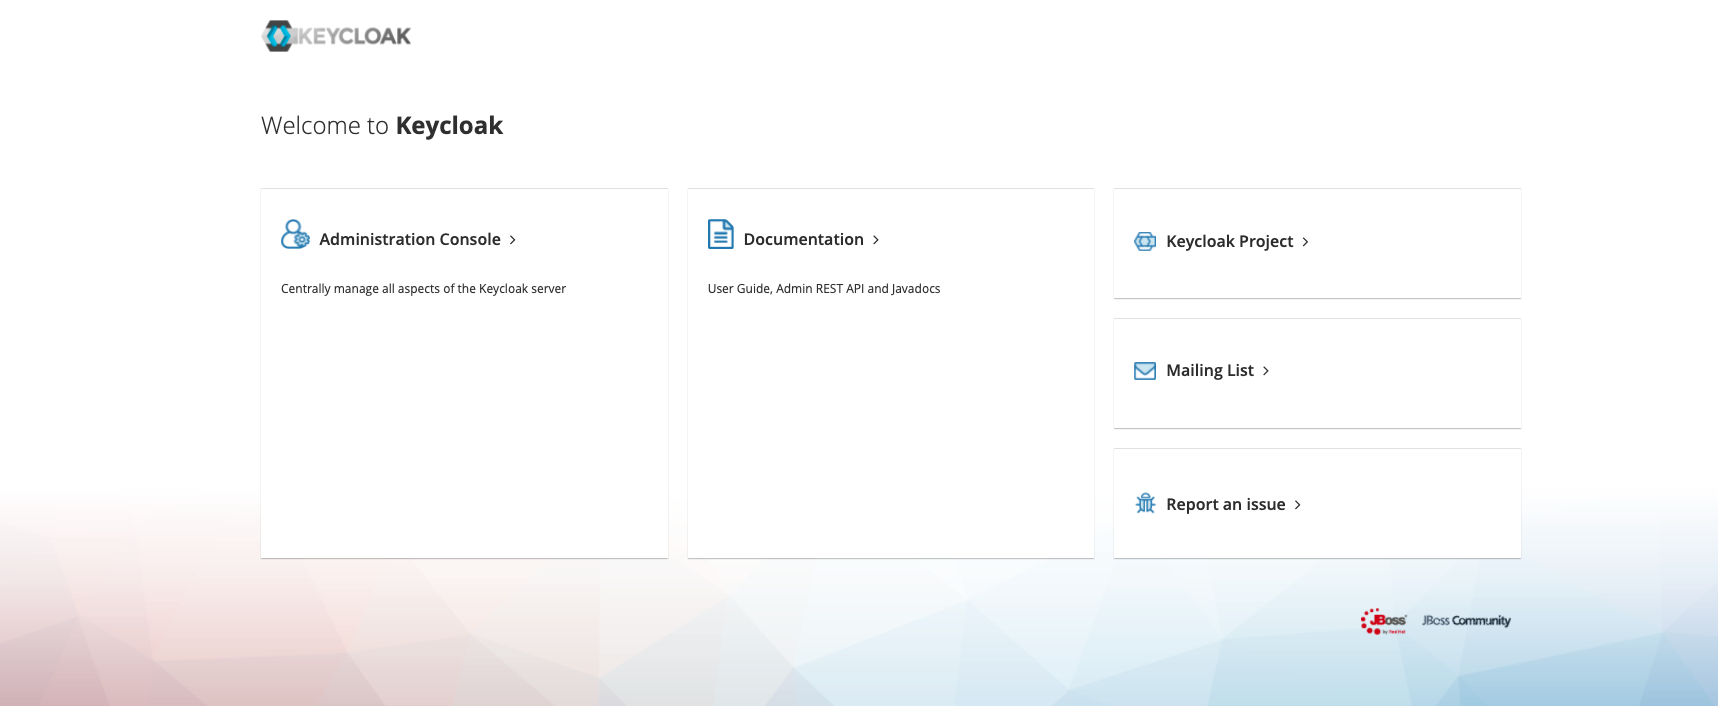 KEYCLOAK
Welcome to Keycloak
Administration Console
Centrally manage all aspects of the Keycloak server
Documentation
User Guide, Admin REST API and Javadocs
Keycloak Project
Mailing List
Report an issue
JBoss by Red Hat
JBoss Community